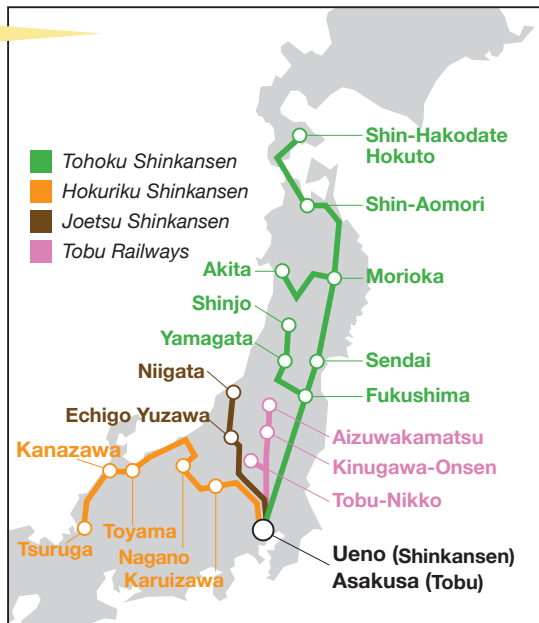 Shin-Hakodate
Hokuto
Tohoku Shinkansen
Hokuriku Shinkansen
Joetsu Shinkansen
Tobu Railways
Shin-Aomori
Akita
Morioka
Shinjo
Yamagata
Sendai
Niigata
Fukushima
Echigo Yuzawa
Aizuwakamatsu
Kanazawa
Kinugawa-Onsen
Tobu-Nikko
Toyama
Tsuruga
Nagano
Karuizawa
Ueno (Shinkansen)
Asakusa (Tobu)